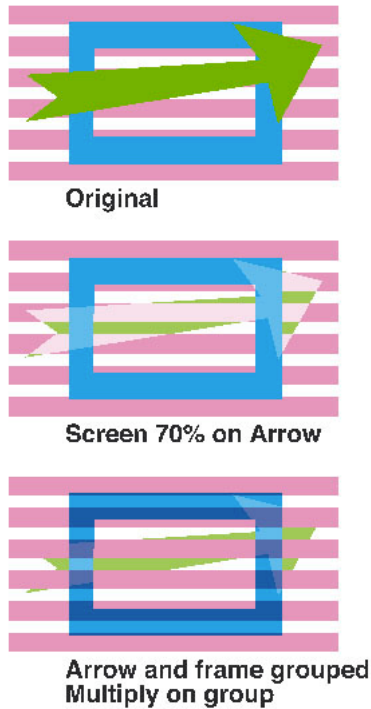 Original
Screen 70% on Arrow
Arrow and frame grouped
Multiply on group